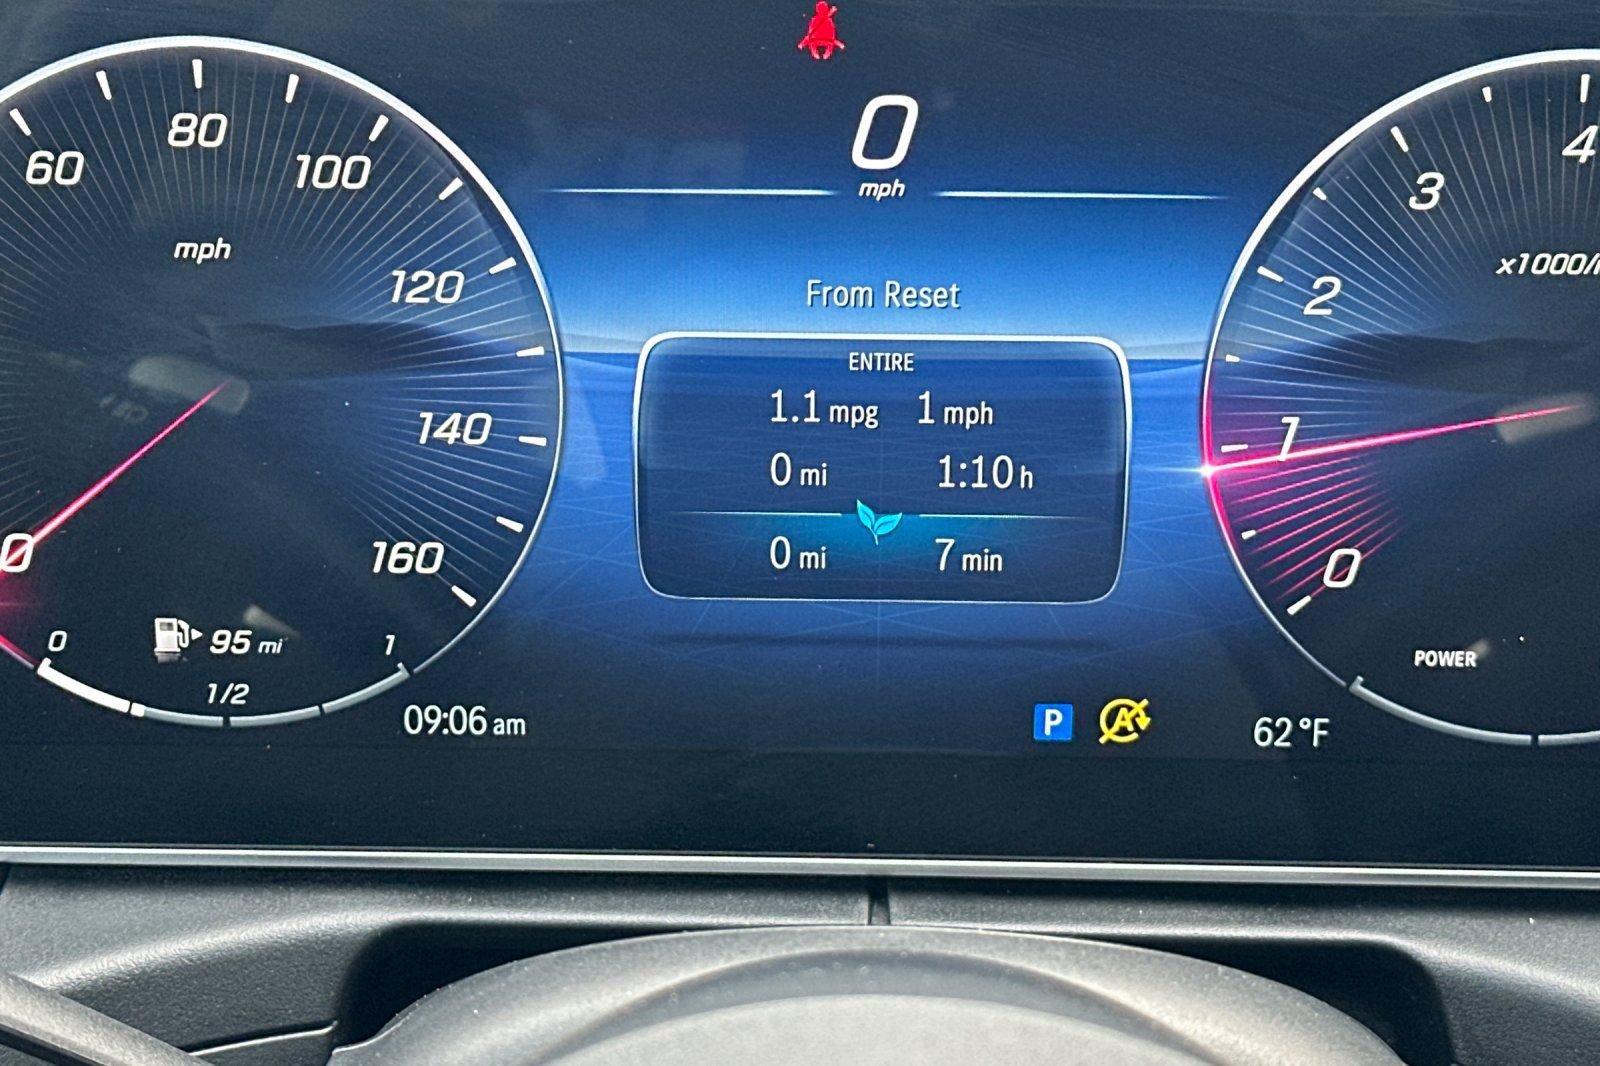 60
80
100
mph
120
140
160
0
0
95 mi
1
1/2
09:06 am
0
mph
From Reset
ENTIRE
1.1 mpg 1 mph
0 mi 1:10 h
0 mi 7 min
P
A
62 °F
4
3
2
1
0
POWER